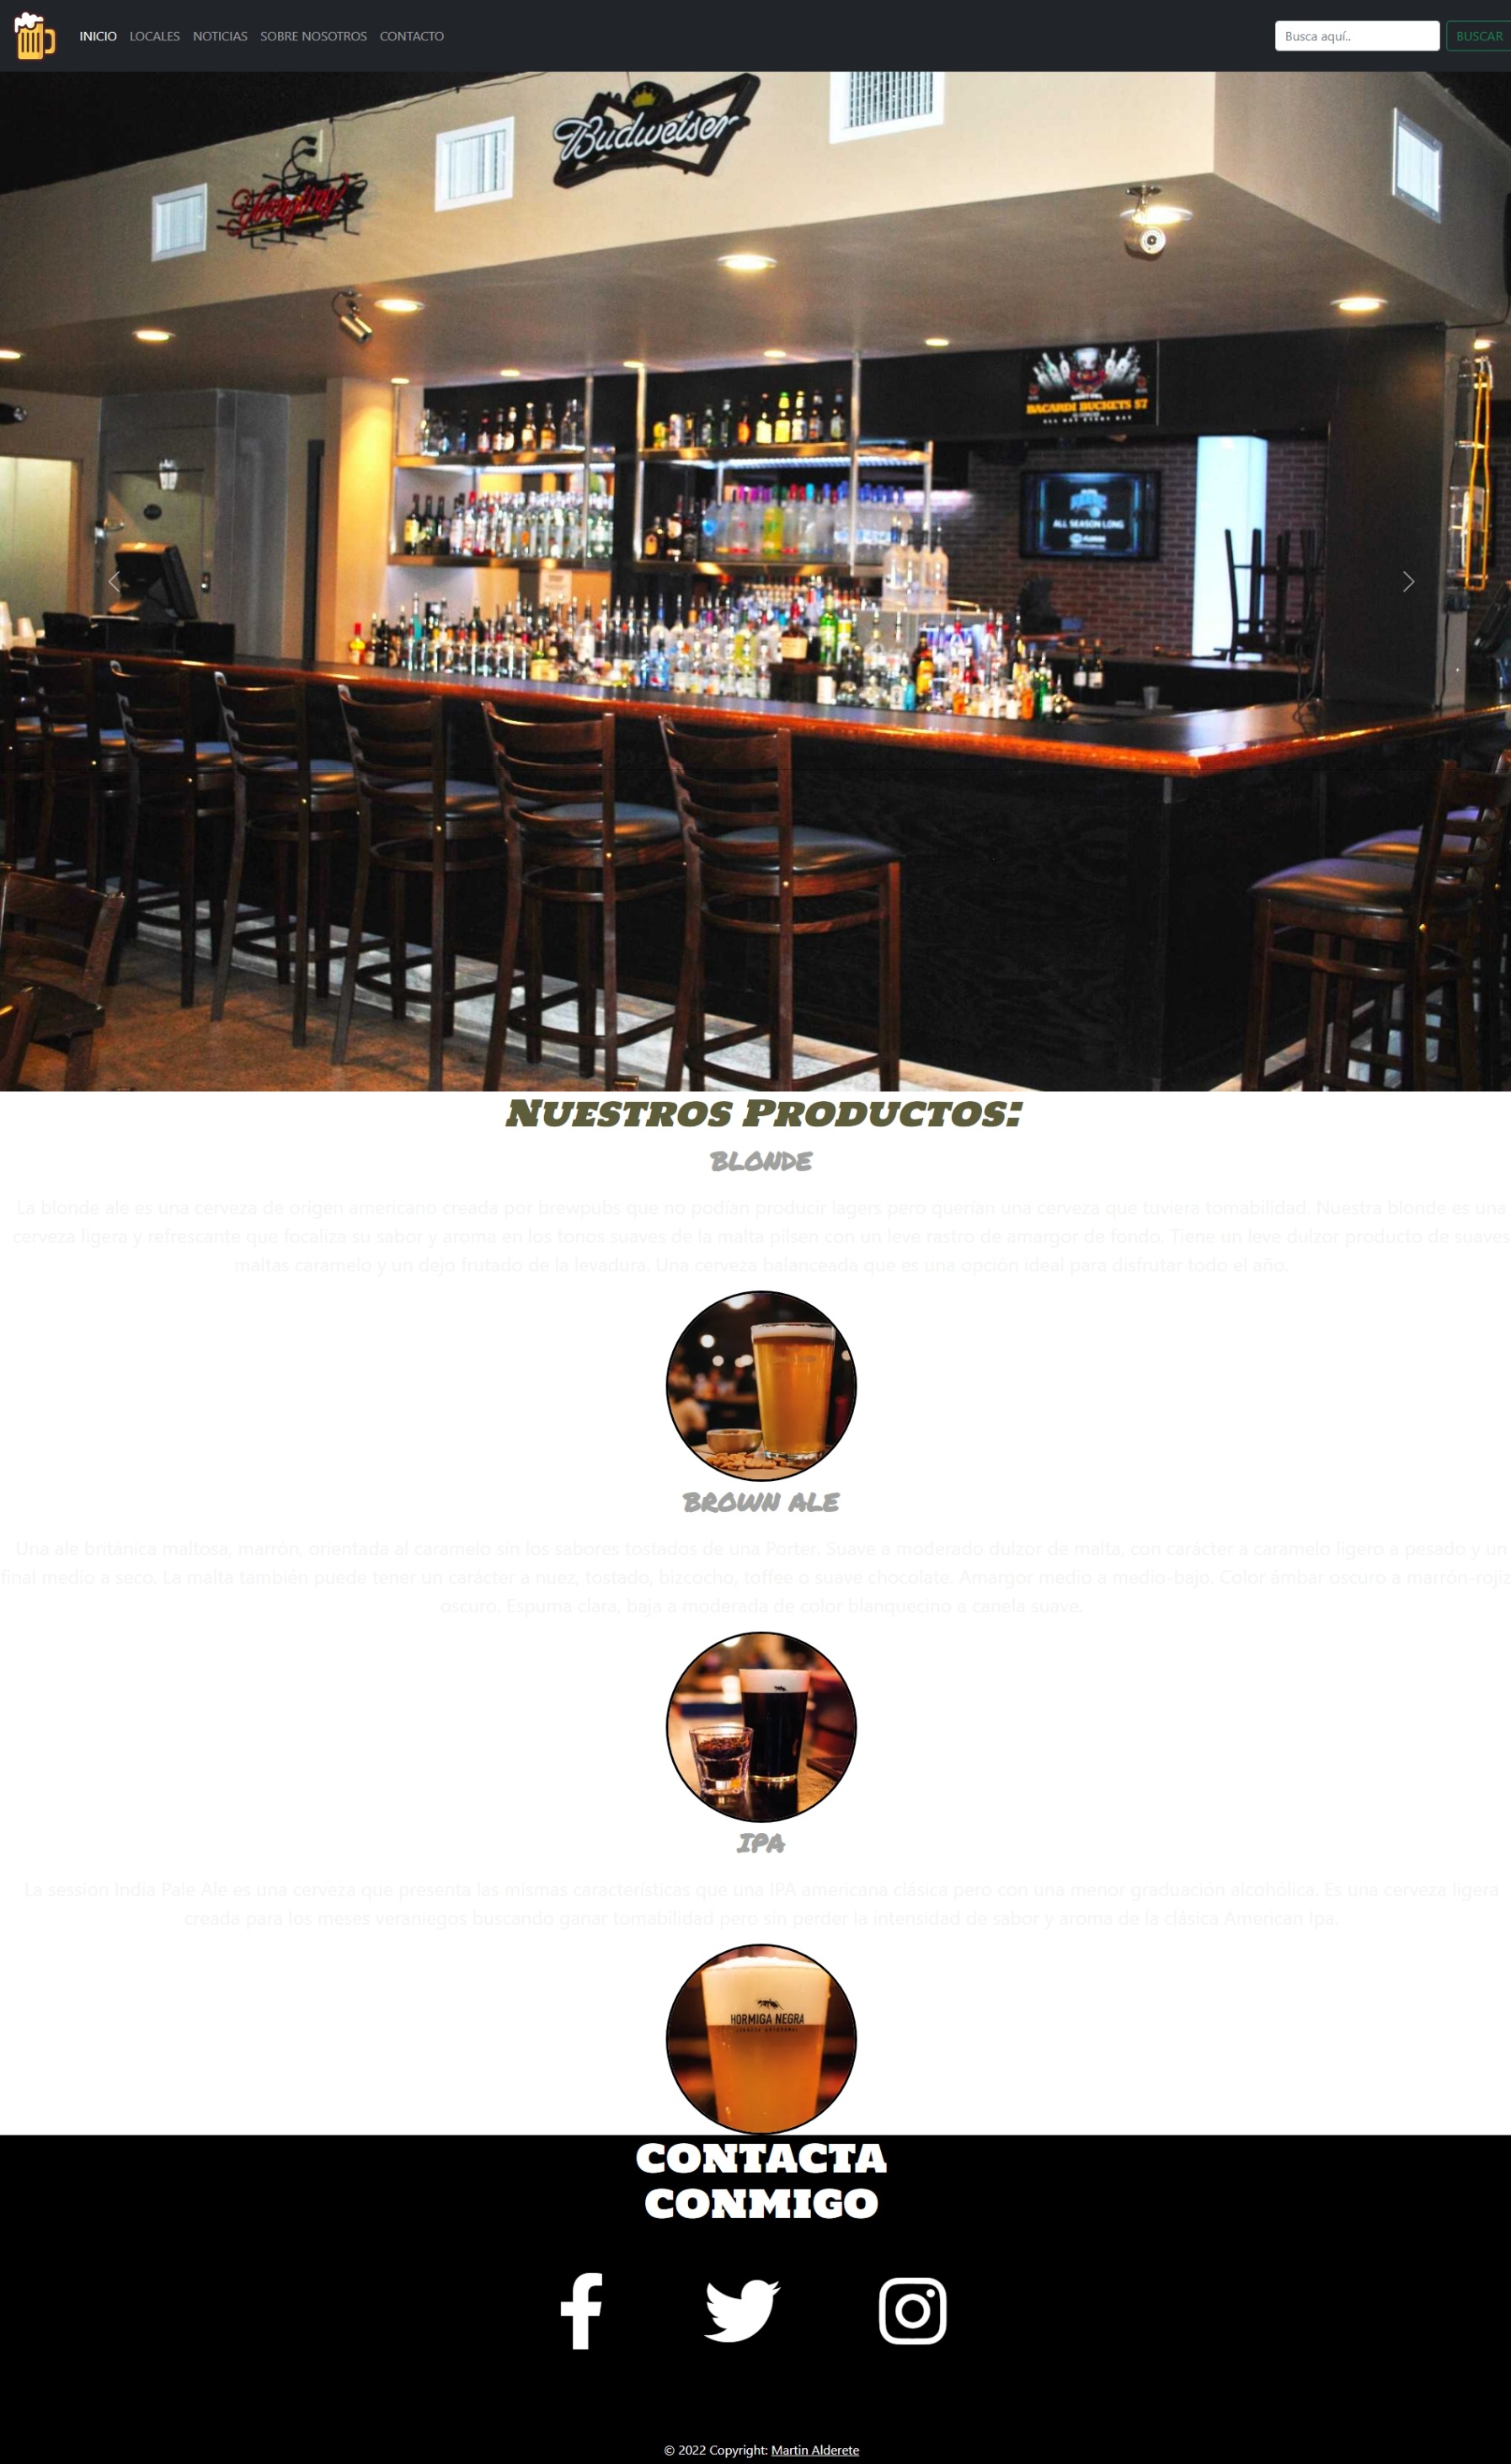 INICIO LOCALES NOTICIAS SOBRE NOSOTROS CONTACTO Busca aquí.. BUSCAR
Budweiser
Yuengling
BACARDI BUCKETS $7
ALL DAY EVERY DAY
ALL SEASON LONG
Nuestros Productos:
BLONDE
La blonde ale es una cerveza de origen americano creada por brewpubs que no podían producir lagers pero querían una cerveza que tuviera tomabilidad. Nuestra blonde es una
cerveza ligera y refrescante que focaliza su sabor y aroma en los tonos suaves de la malta pilsen con un leve rastro de amargor de fondo. Tiene un leve dulzor producto de suaves
maltas caramelo y un dejo frutado de la levadura. Una cerveza balanceada que es una opción ideal para disfrutar todo el año.
BROWN ALE
Una ale británica maltosa, marrón, orientada al caramelo sin los sabores tostados de una Porter. Suave a moderado dulzor de malta, con carácter a caramelo ligero a pesado y un
final medio a seco. La malta también puede tener un carácter a nuez, tostado, bizcocho, toffee o suave chocolate. Amargor medio a medio-bajo. Color ámbar oscuro a marrón-rojiz
oscuro. Espuma clara, baja a moderada de color blanquecino a canela suave.
IPA
La session India Pale Ale es una cerveza que presenta las mismas características que una IPA americana clásica pero con una menor graduación alcohólica. Es una cerveza ligera
creada para los meses veraniegos buscando ganar tomabilidad pero sin perder la intensidad de sabor y aroma de la clásica American Ipa.
HORMIGA NEGRA
CONTACTA
CONMIGO
© 2022 Copyright: Martin Alderete